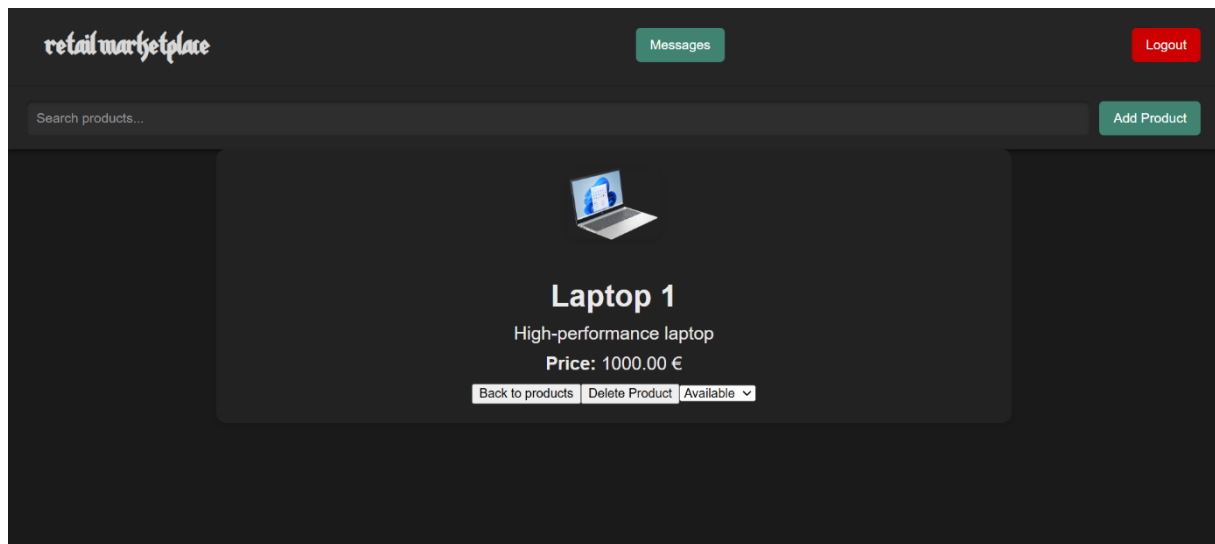 retail marketplace
Messages
Logout
Search products...
Add Product
Laptop 1
High-performance laptop
Price: 1000.00 €
Back to products Delete Product Available